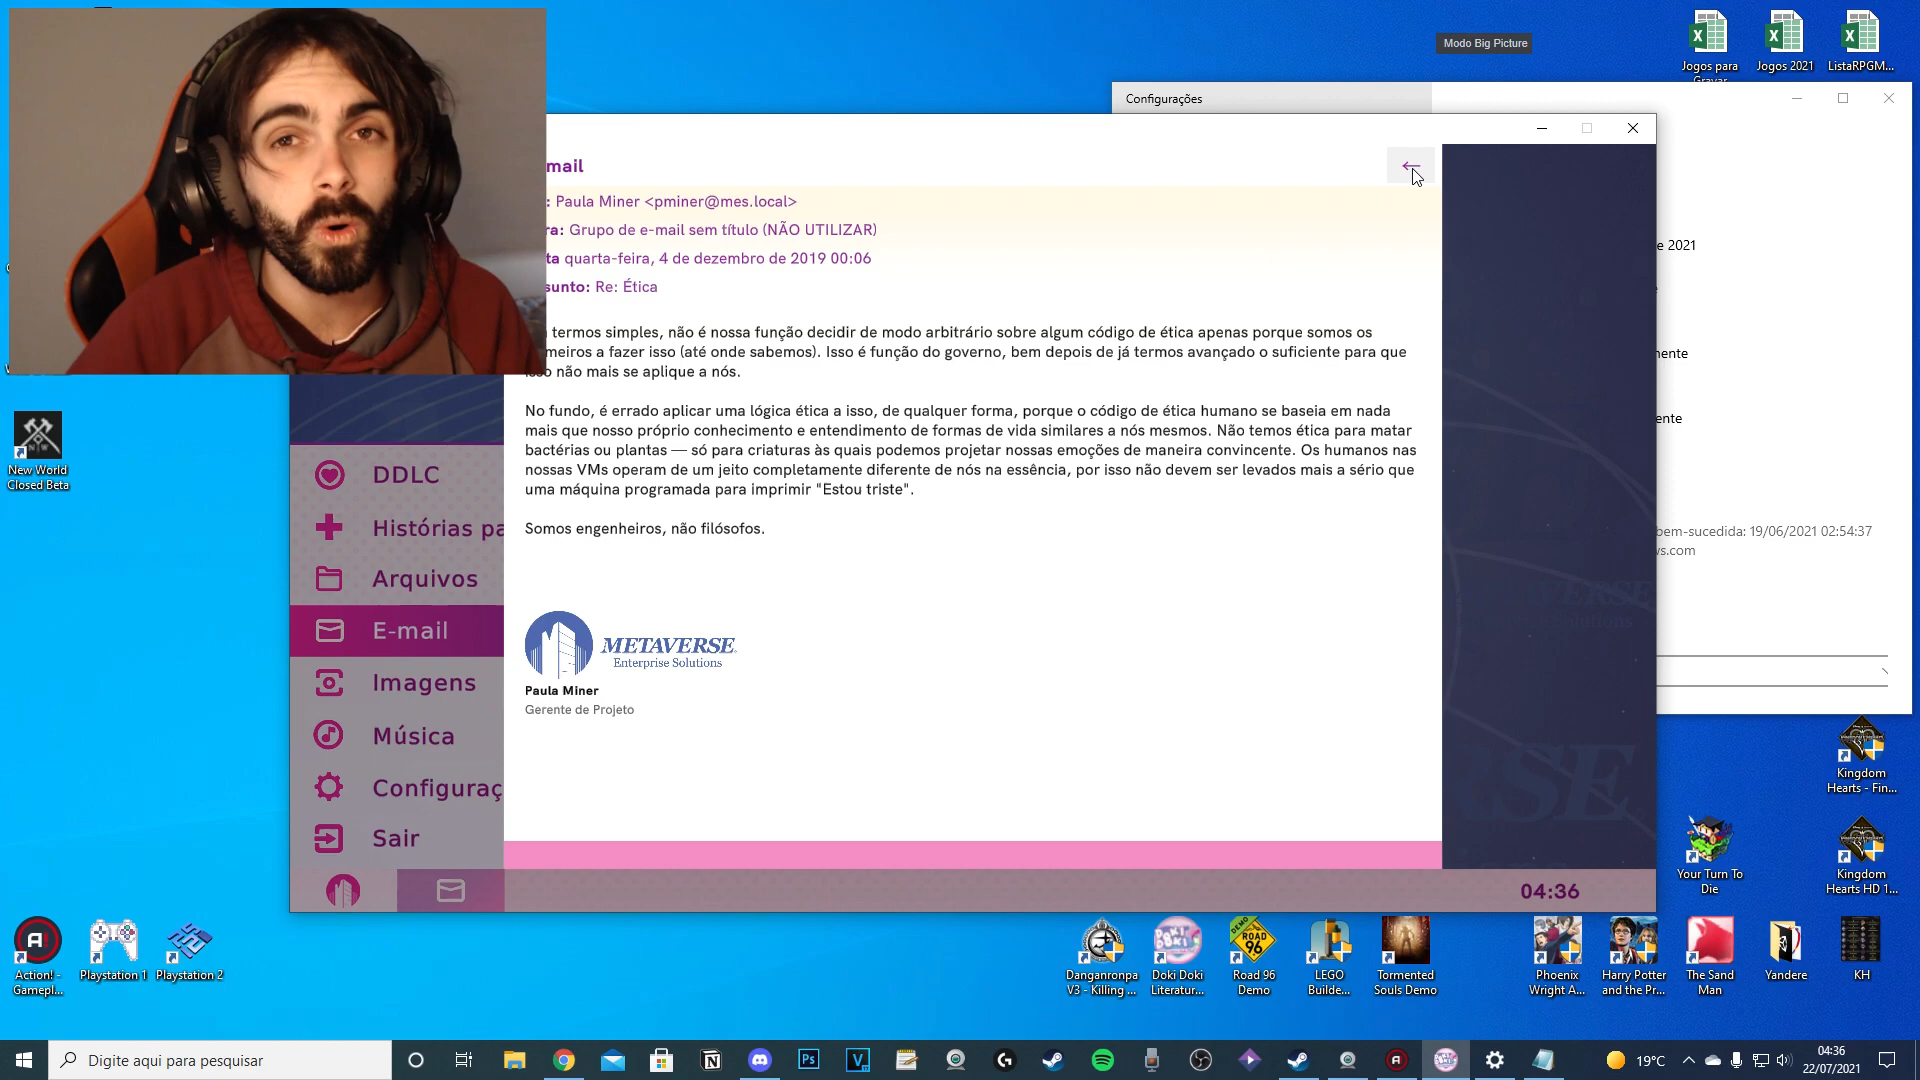 Modo Big Picture
Jogos para
Gravar
Jogos 2021
ListaRPGM...
Configurações
mail
: Paula Miner <pminer@mes.local>
ra: Grupo de e-mail sem título (NÃO UTILIZAR)
ta quarta-feira, 4 de dezembro de 2019 00:06
sunto: Re: Ética
termos simples, não é nossa função decidir de modo arbitrário sobre algum código de ética apenas porque somos os
meiros a fazer isso (até onde sabemos). Isso é função do governo, bem depois de já termos avançado o suficiente para que
isso não mais se aplique a nós.
No fundo, é errado aplicar uma lógica ética a isso, de qualquer forma, porque o código de ética humano se baseia em nada
mais que nosso próprio conhecimento e entendimento de formas de vida similares a nós mesmos. Não temos ética para matar
bactérias ou plantas — só para criaturas às quais podemos projetar nossas emoções de maneira convincente. Os humanos nas
nossas VMs operam de um jeito completamente diferente de nós na essência, por isso não devem ser levados mais a sério que
uma máquina programada para imprimir "Estou triste".
Somos engenheiros, não filósofos.
METAVERSE
Enterprise Solutions
Paula Miner
Gerente de Projeto
DDLC
Histórias pa
Arquivos
E-mail
Imagens
Música
Configuraç
Sair
04:36
e 2021
e
mente
ente
bem-sucedida: 19/06/2021 02:54:37
vs.com
New World
Closed Beta
Kingdom
Hearts - Fin...
Your Turn To
Die
Kingdom
Hearts HD 1...
Action! -
Gamepl...
Playstation 1
Playstation 2
Danganronpa
V3 - Killing ...
Doki Doki
Literatur...
ROAD
96
Road 96
Demo
LEGO
Builde...
Tormented
Souls Demo
Phoenix
Wright A...
Harry Potter
and the Pr...
The Sand
Man
Yandere
KH
Digite aqui para pesquisar
19°C
04:36
22/07/2021